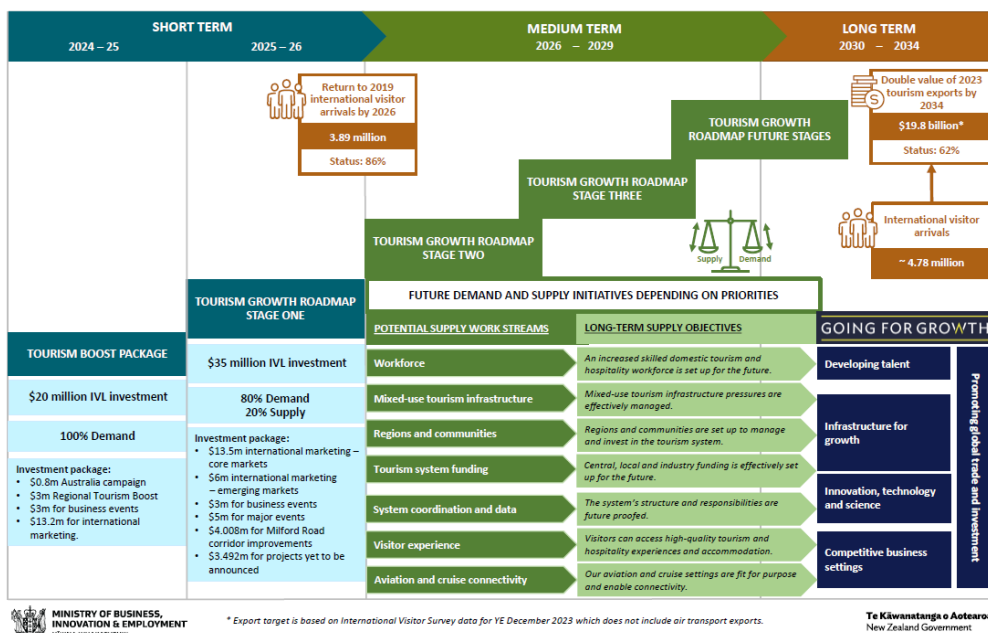 SHORT TERM
2024 – 25
2025 – 26
MEDIUM TERM
2026 – 2029
LONG TERM
2030 – 2034
Return to 2019
international visitor
arrivals by 2026
3.89 million
Status: 86%
Double value of 2023
tourism exports by
2034
$19.8 billion*
Status: 62%
International visitor
arrivals
~ 4.78 million
TOURISM GROWTH
ROADMAP FUTURE STAGES
TOURISM GROWTH ROADMAP
STAGE THREE
TOURISM GROWTH ROADMAP
STAGE TWO
Supply
Demand
TOURISM GROWTH ROADMAP
STAGE ONE
TOURISM BOOST PACKAGE
$20 million IVL investment
100% Demand
Investment package:
• $0.8m Australia campaign
• $3m Regional Tourism Boost
• $3m for business events
• $13.2m for international
marketing.
$35 million IVL investment
80% Demand
20% Supply
Investment package:
• $13.5m international marketing –
core markets
• $6m international marketing
– emerging markets
• $3m for business events
• $5m for major events
• $4.008m for Milford Road
corridor improvements
• $3.492m for projects yet to be
announced
FUTURE DEMAND AND SUPPLY INITIATIVES DEPENDING ON PRIORITIES
POTENTIAL SUPPLY WORK STREAMS
LONG-TERM SUPPLY OBJECTIVES
Workforce
An increased skilled domestic tourism and
hospitality workforce is set up for the future.
Mixed-use tourism infrastructure
Mixed-use tourism infrastructure pressures are
effectively managed.
Regions and communities
Regions and communities are set up to manage
and invest in the tourism system.
Tourism system funding
Central, local and industry funding is effectively set
up for the future.
System coordination and data
The system's structure and responsibilities are
future proofed.
Visitor experience
Visitors can access high-quality tourism and
hospitality experiences and accommodation.
Aviation and cruise connectivity
Our aviation and cruise settings are fit for purpose
and enable connectivity.
GOING FOR GROWTH
Developing talent
Infrastructure for
growth
Innovation, technology
and science
Competitive business
settings
Promoting global trade and investment
MINISTRY OF BUSINESS,
INNOVATION & EMPLOYMENT
* Export target is based on International Visitor Survey data for YE December 2023 which does not include air transport exports.
Te Kāwanatanga o Aotearoa
New Zealand Government